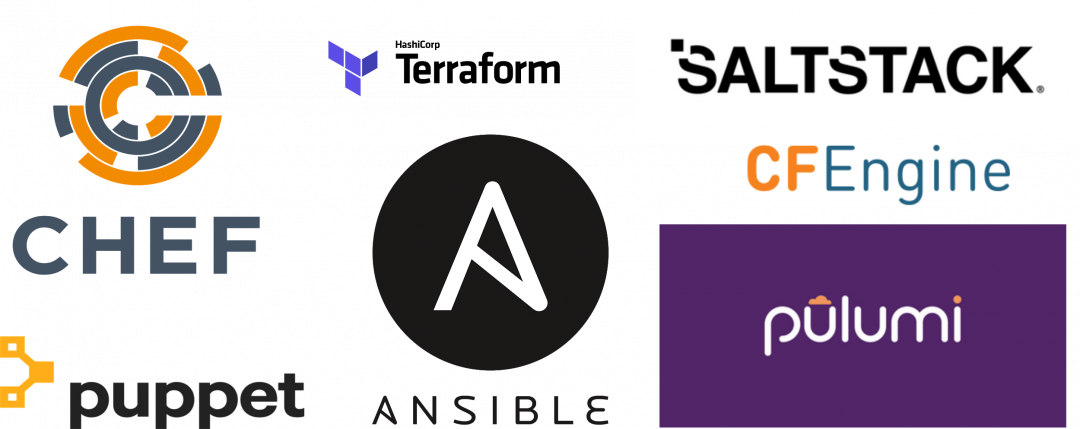 CHEF
puppet
HashiCorp
Terraform
ANSIBLE
SALTSTACK®
CFEngine
pulumi